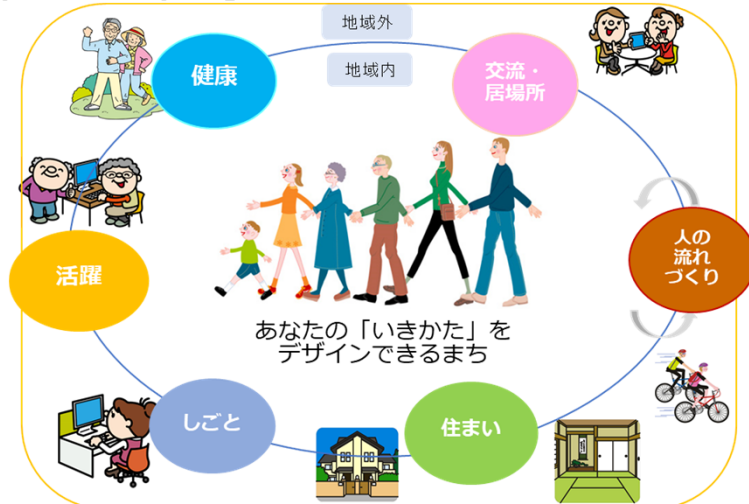 地域外
地域内
健康
交流・
居場所
活躍
人の
流れ
づくり
あなたの「いきかた」を
デザインできるまち
しごと
住まい